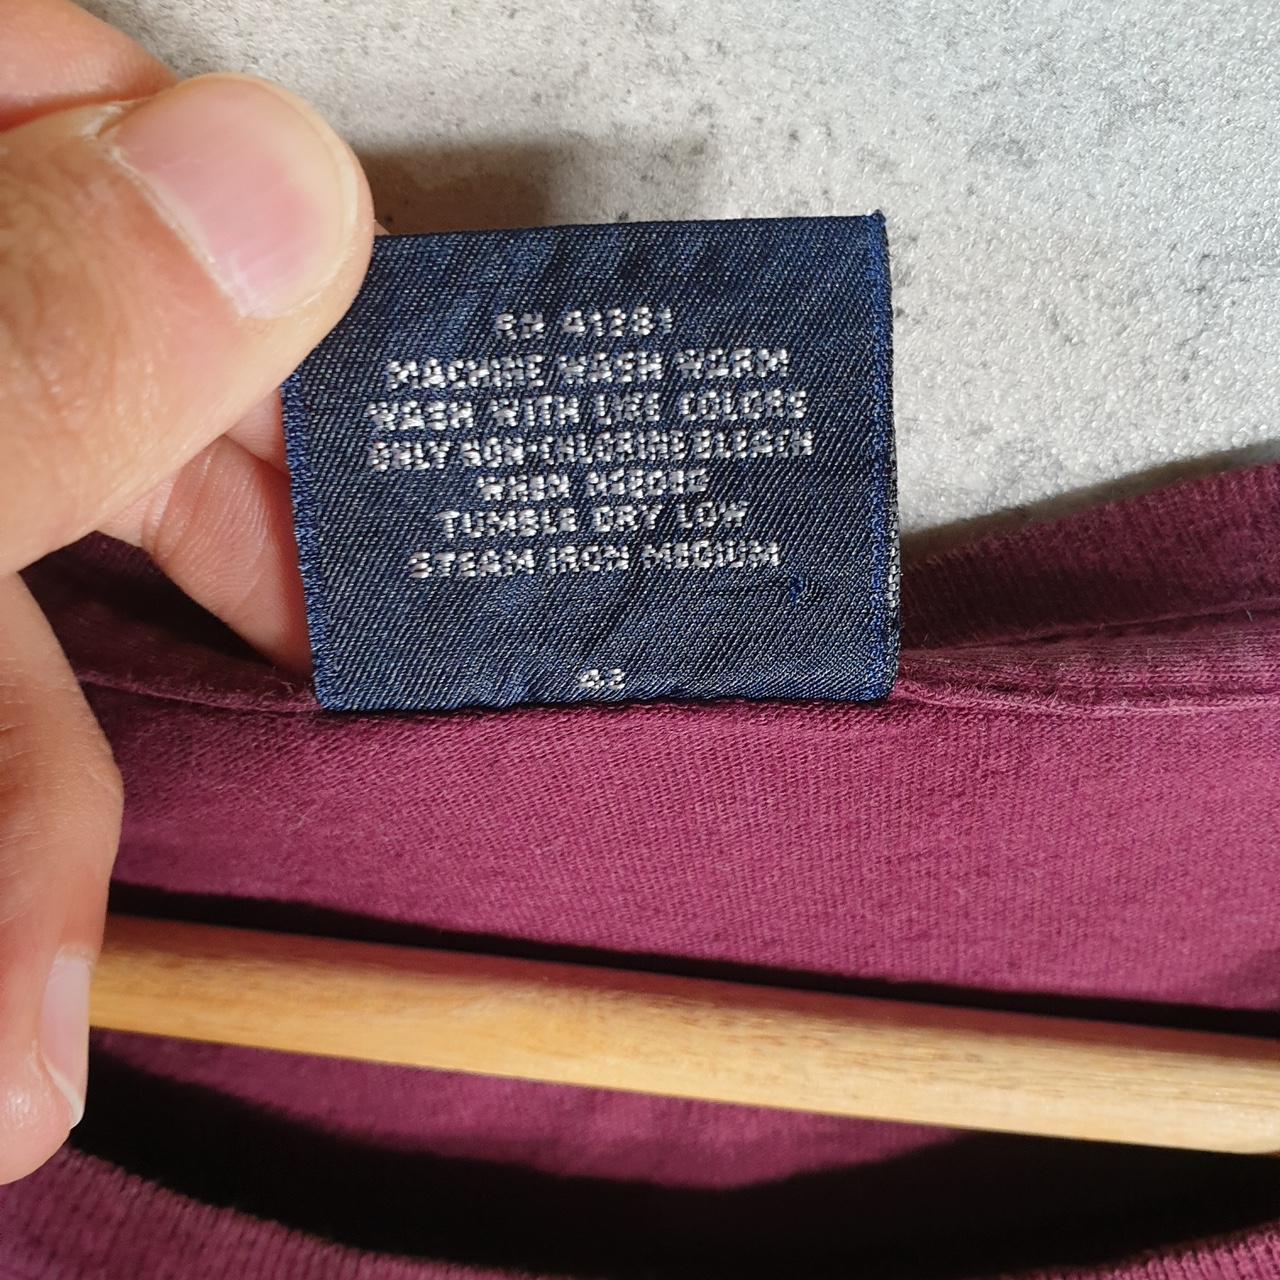 RN 41381
MACHINE WASH WARM
WASH WITH LIKE COLORS
ONLY NON-CHLORINE BLEACH
WHEN NEEDED
TUMBLE DRY LOW
STEAM IRON MEDIUM
43